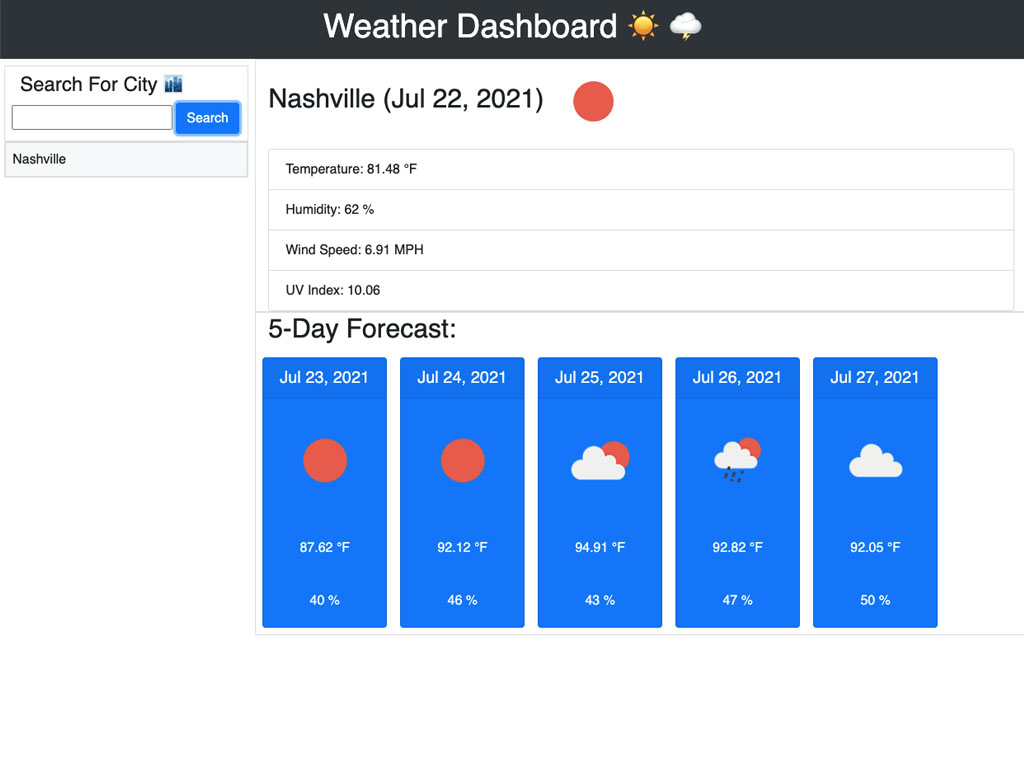 Weather Dashboard
Search For City
Search
Nashville
Nashville (Jul 22, 2021)
Temperature: 81.48 °F
Humidity: 62 %
Wind Speed: 6.91 MPH
UV Index: 10.06
5-Day Forecast:
Jul 23, 2021
87.62 °F
40 %
Jul 24, 2021
92.12 °F
46 %
Jul 25, 2021
94.91 °F
43 %
Jul 26, 2021
92.82 °F
47 %
Jul 27, 2021
92.05 °F
50 %